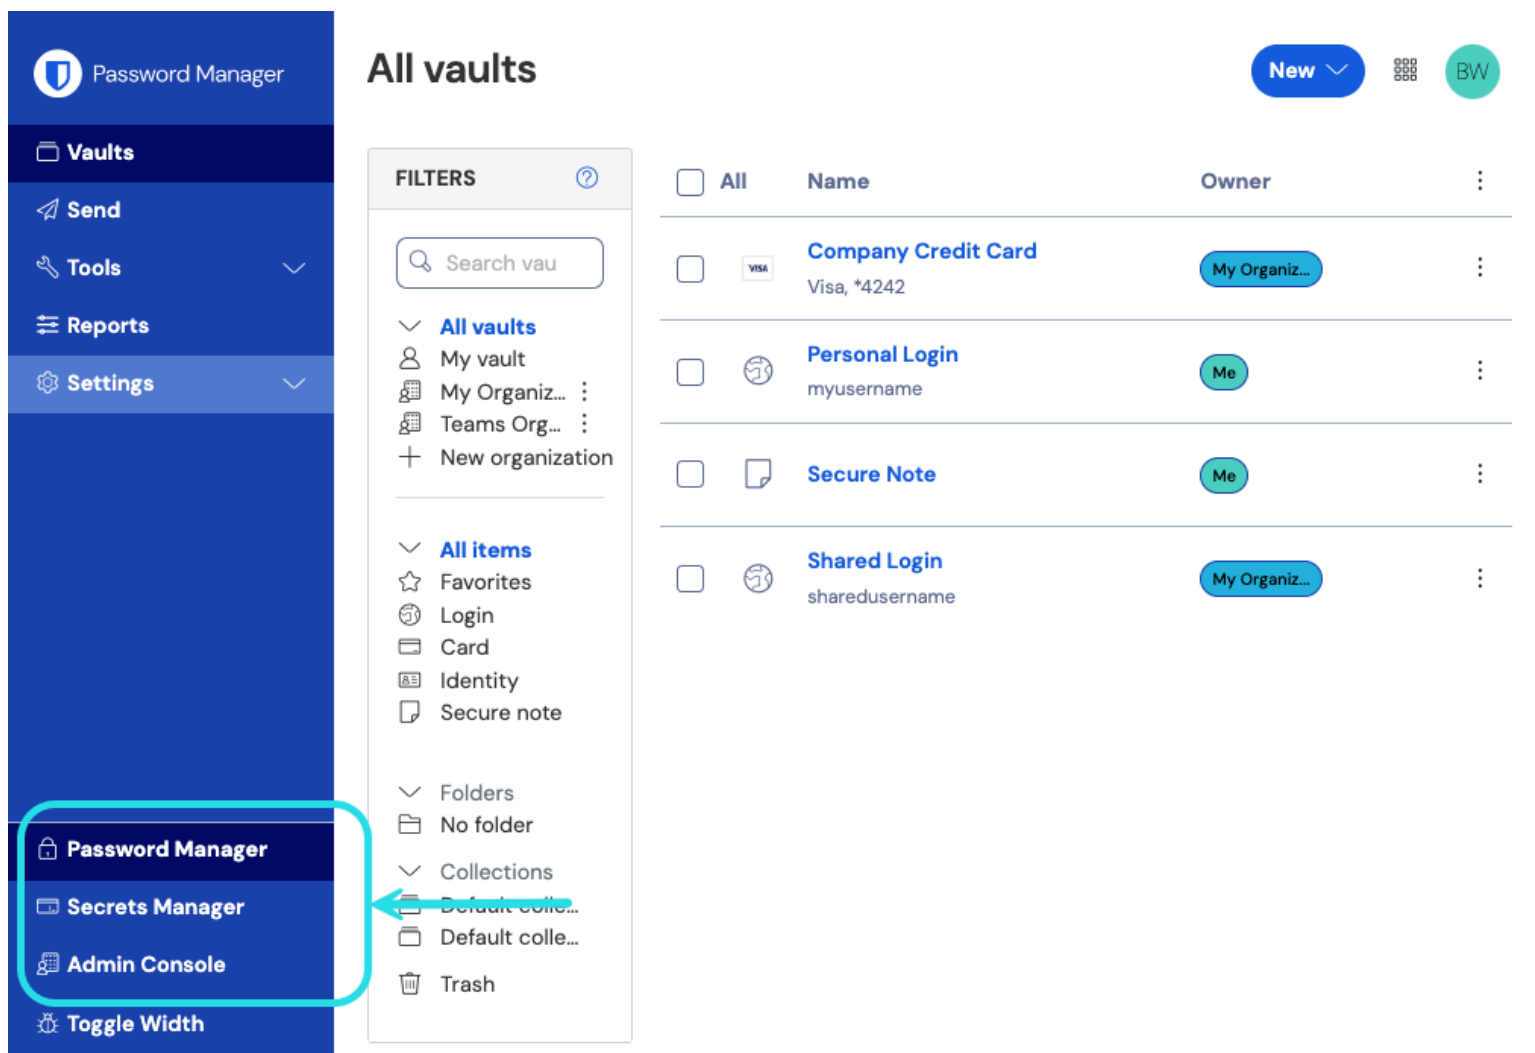 Password Manager
Vaults
Send
Tools
Reports
Settings
Password Manager
Secrets Manager
Admin Console
Toggle Width
All vaults
New
BW
FILTERS
Search vau
All vaults
My vault
My Organiz...
Teams Org...
New organization
All items
Favorites
Login
Card
Identity
Secure note
Folders
No folder
Collections
Default colle...
Default colle...
Trash
All Name Owner
VISA
Company Credit Card
Visa, *4242
My Organiz...
Personal Login
myusername
Me
Secure Note
Me
Shared Login
sharedusername
My Organiz...